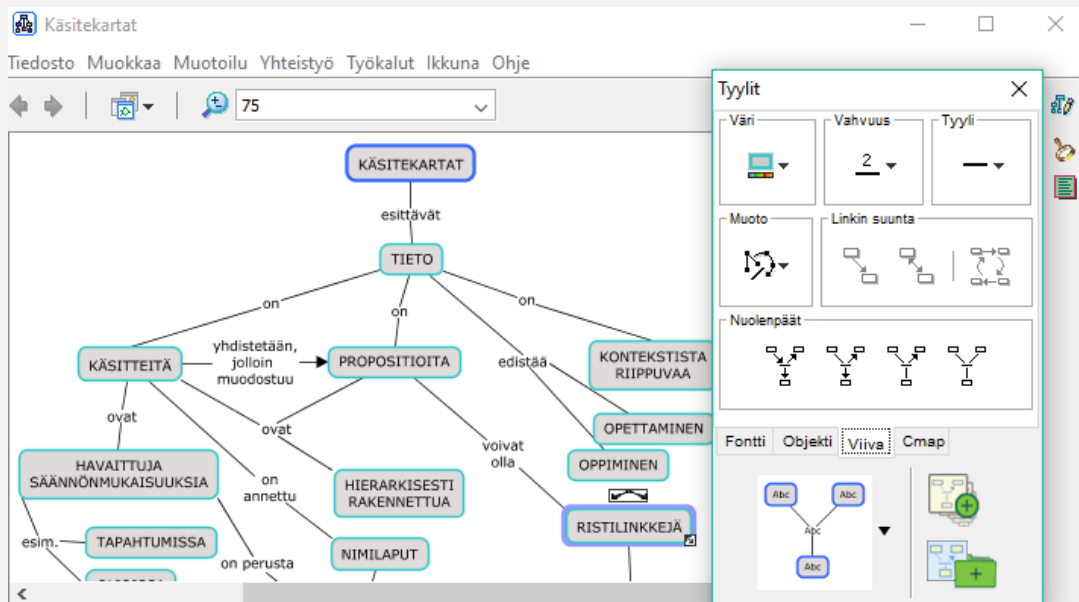 Käsitekartat
Tiedosto Muokkaa Muotoilu Yhteistyö Työkalut Ikkuna Ohje
75
KÄSITEKARTAT
esittävät
TIETO
on
on
on
KÄSITTEITÄ
yhdistetään,
jolloin
muodostuu
PROPOSITIOITA
edistää
KONTEKSTISTA
RIIPPUVAA
ovat
ovat
voivat
olla
OPETTAMINEN
OPPIMINEN
HAVAITTUJA
SÄÄNNÖNMUKAISUUKSIA
on
annettu
HIERARKISESTI
RAKENNETTUA
RISTILINKKEJÄ
esim.
TAPAHTUMISSA
on perusta
NIMILAPUT
Tyylit
Väri
Vahvuus
Tyyli
2
Muoto
Linkin suunta
Nuolenpäät
Fontti Objekti Viiva Cmap
Abc
Abc
Abc
Abc